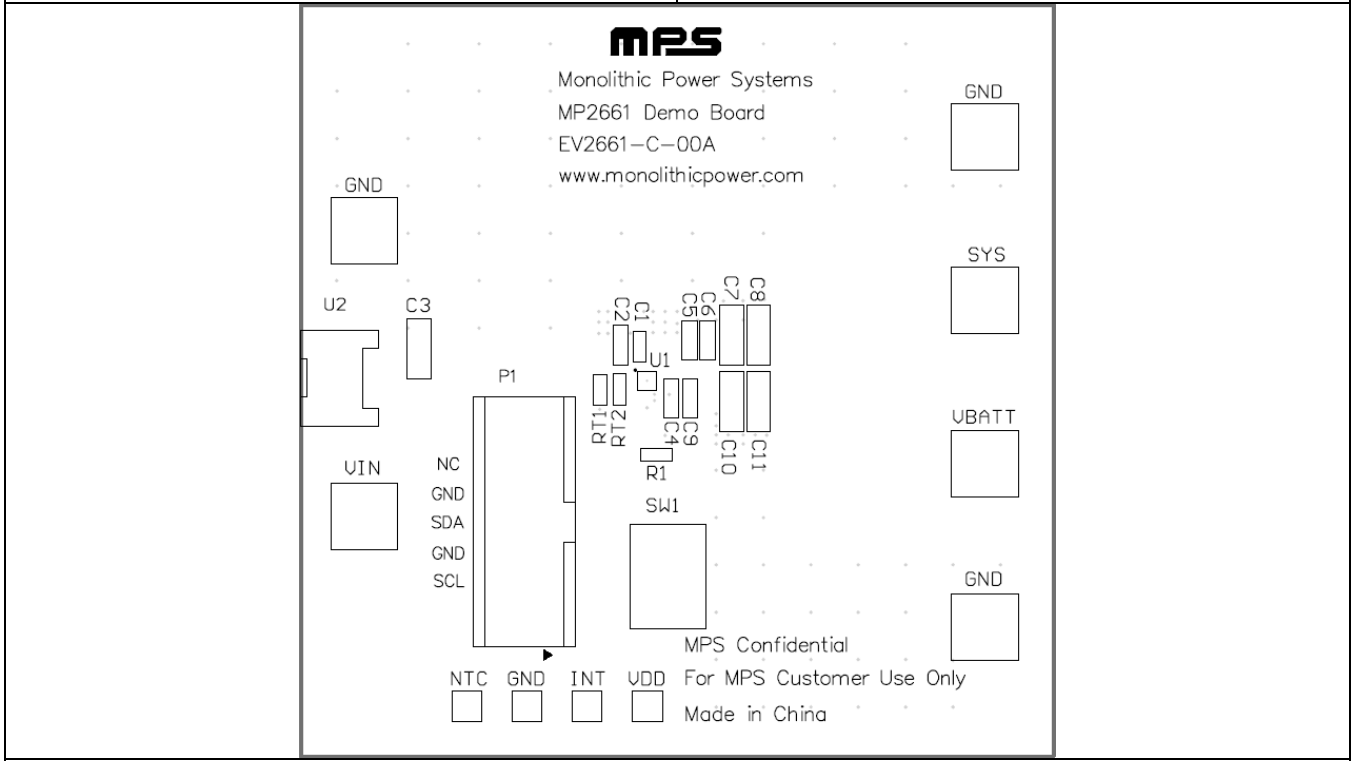 MPS
Monolithic Power Systems
MP2661 Demo Board
EV2661-C-00A
www.monolithicpower.com
GND
GND
SYS
U2
C3
C2
C1
C5
C6
C7
C8
U1
P1
RT1
RT2
C4
C9
C10
C11
R1
VBATT
VIN
NC
GND
SDA
GND
SCL
SW1
GND
MPS Confidential
For MPS Customer Use Only
Made in China
NTC GND INT VDD